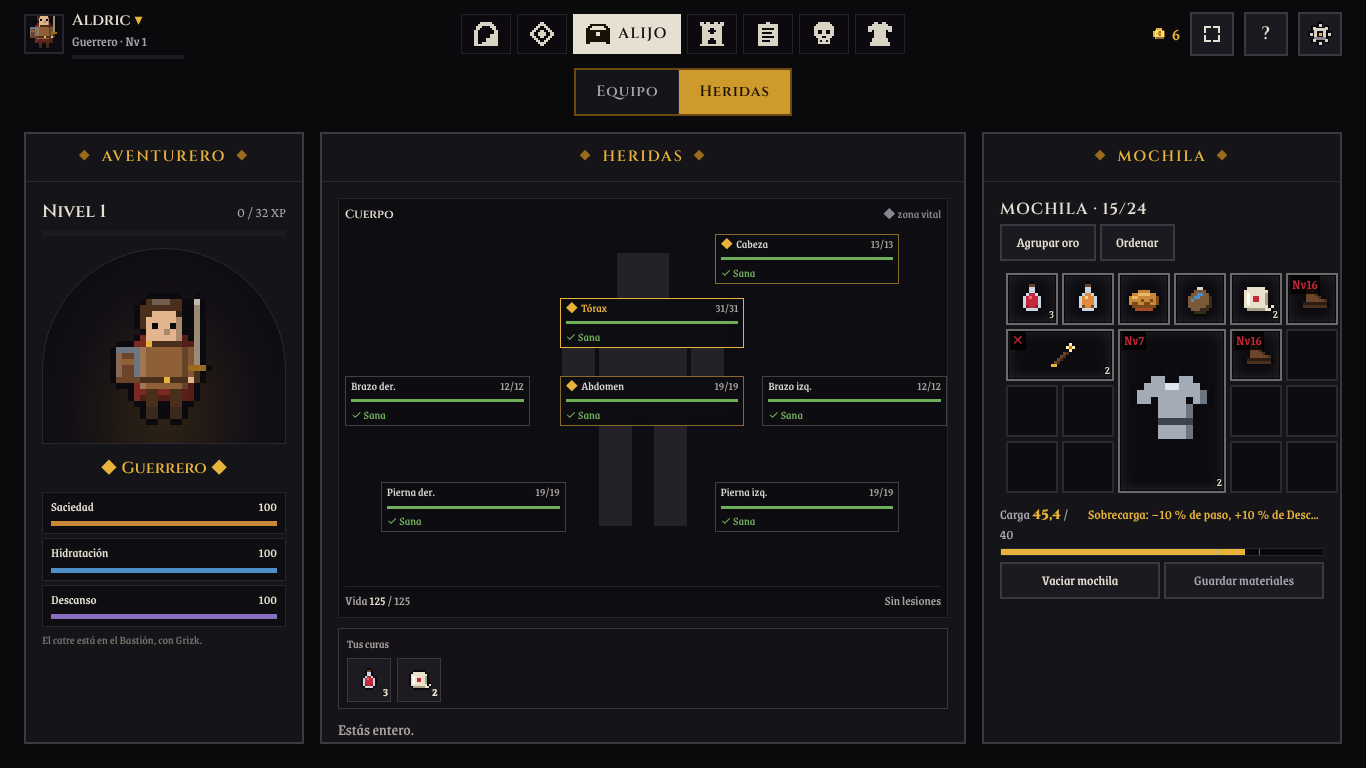 ALDRIC ▼
Guerrero · Nv 1
ALIJO
6
?
EQUIPO
HERIDAS
AVENTURERO
NIVEL 1
0 / 32 XP
GUERRERO
Saciedad 100
Hidratación 100
Descanso 100
El catre está en el Bastión, con Grizk.
HERIDAS
CUERPO
zona vital
Cabeza 13/13
✓ Sana
Tórax 31/31
✓ Sana
Brazo der. 12/12
✓ Sana
Abdomen 19/19
✓ Sana
Brazo izq. 12/12
✓ Sana
Pierna der. 19/19
✓ Sana
Pierna izq. 19/19
✓ Sana
Vida 125 / 125
Sin lesiones
Tus curas
3
2
Estás entero.
MOCHILA
MOCHILA · 15/24
Agrupar oro
Ordenar
3
2
Nv16
✕
2
Nv7
2
Nv16
Carga 45,4 / 40
Sobrecarga: −10 % de paso, +10 % de Desc...
Vaciar mochila
Guardar materiales